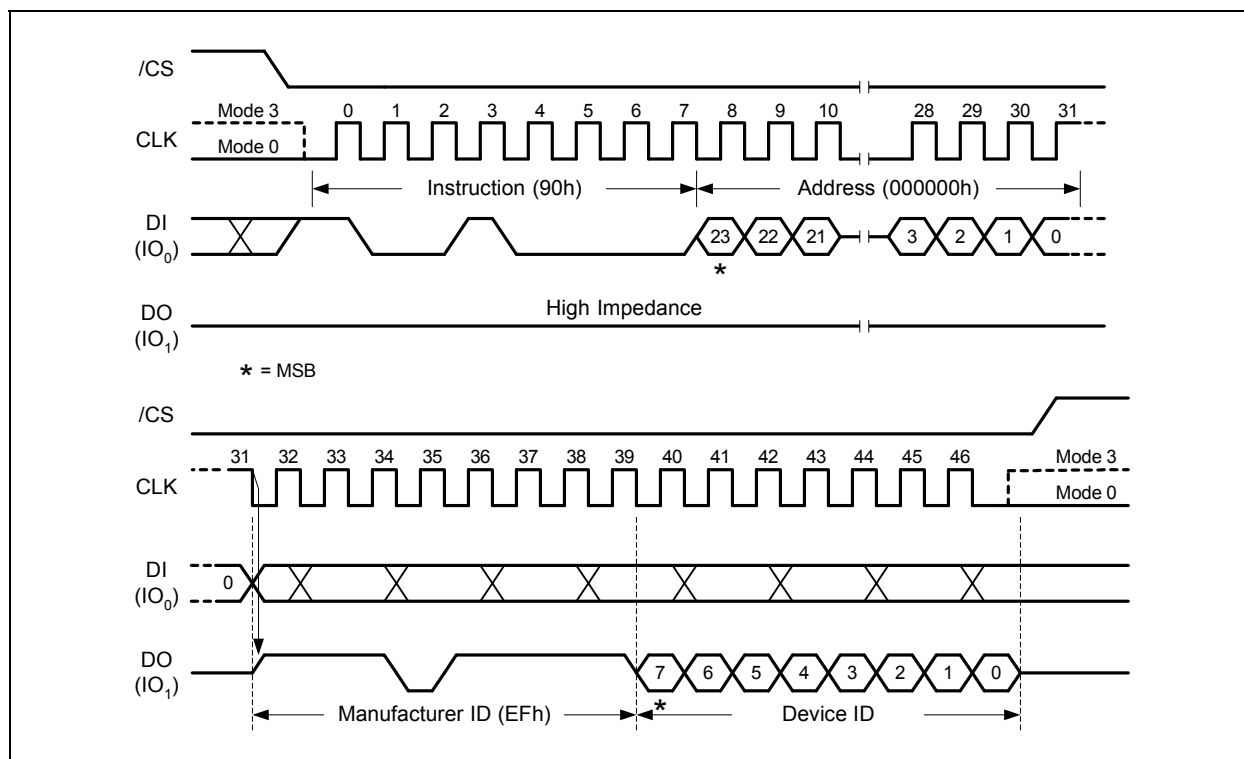 /CS
Mode 3 0 1 2 3 4 5 6 7 8 9 10 28 29 30 31
CLK
Mode 0
Instruction (90h) Address (000000h)
DI
(IO0) 23 22 21 3 2 1 0
*
High Impedance
DO
(IO1)
* = MSB
/CS
31 32 33 34 35 36 37 38 39 40 41 42 43 44 45 46 Mode 3
CLK
Mode 0
DI
(IO0) 0
DO
(IO1) 7 6 5 4 3 2 1 0
*
Manufacturer ID (EFh) Device ID